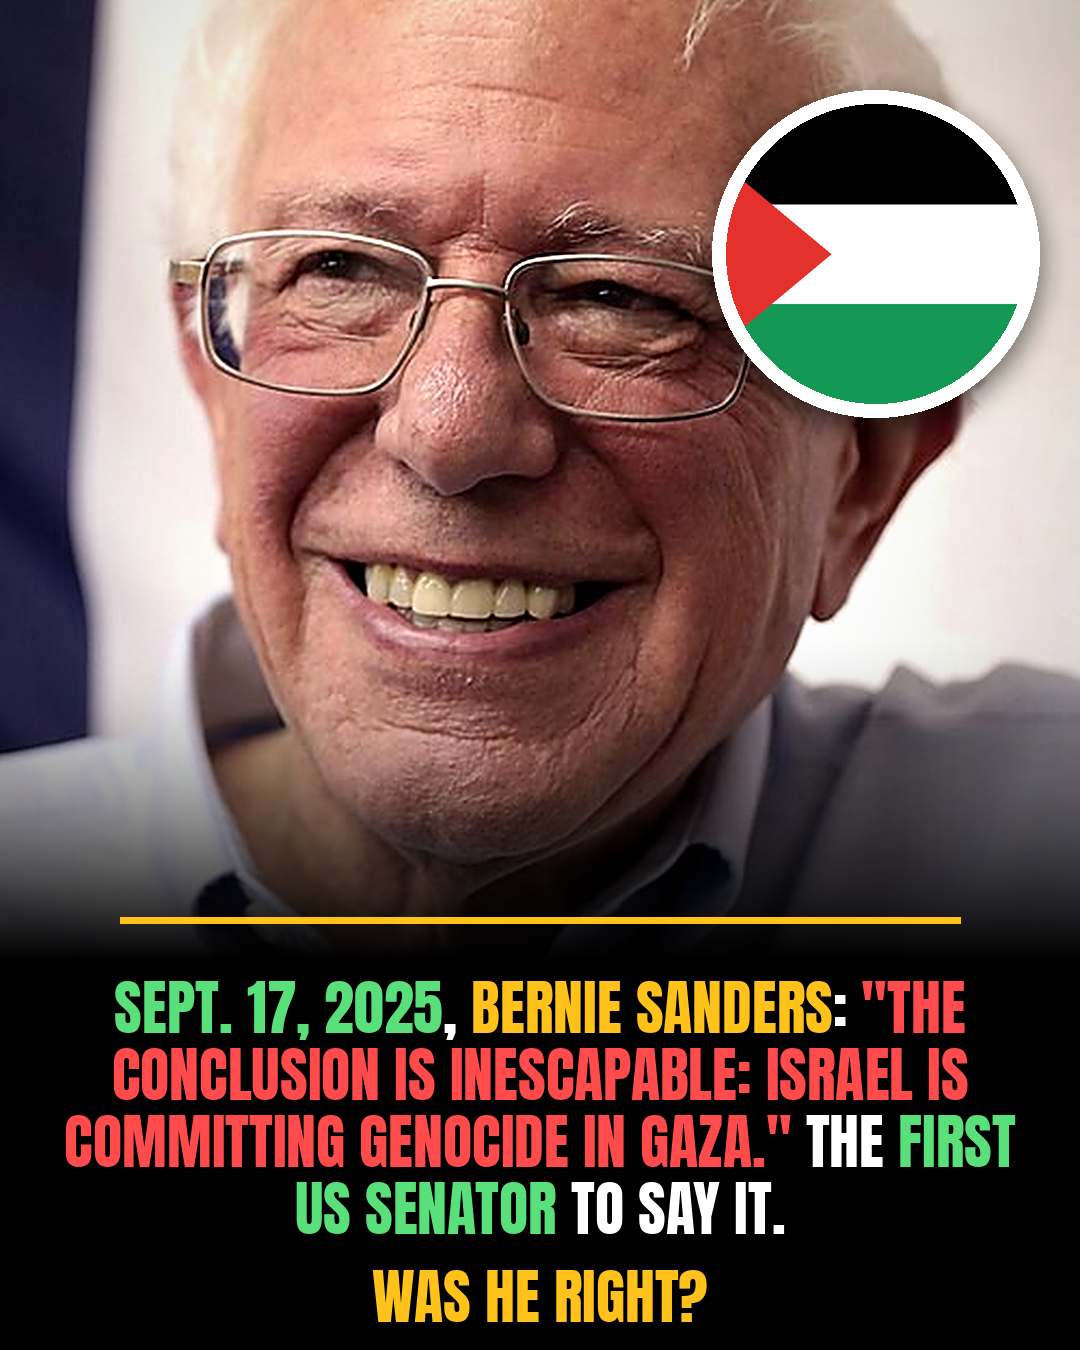 SEPT. 17, 2025, BERNIE SANDERS: "THE
CONCLUSION IS INESCAPABLE: ISRAEL IS
COMMITTING GENOCIDE IN GAZA." THE FIRST
US SENATOR TO SAY IT.
WAS HE RIGHT?